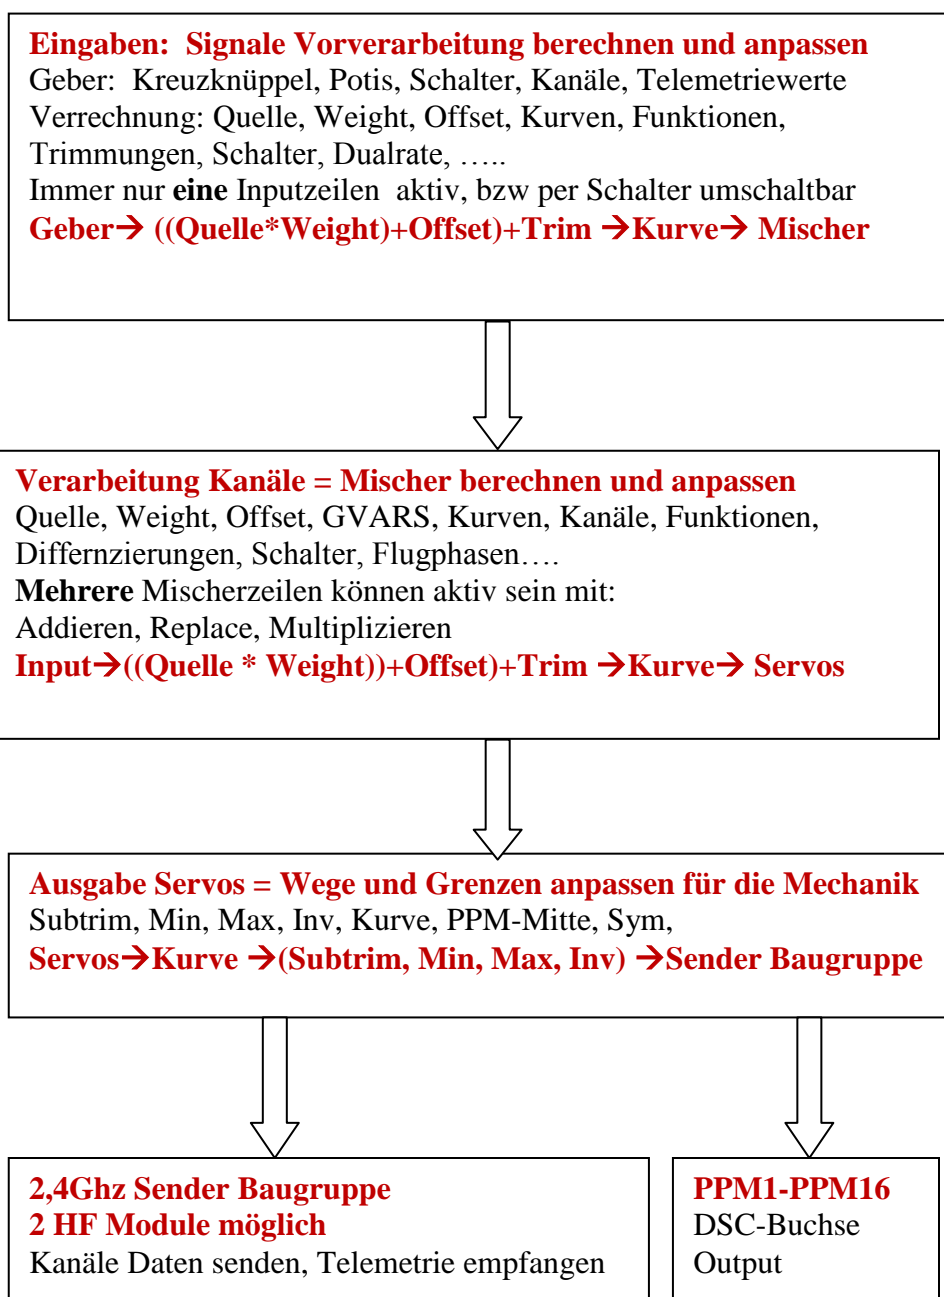 Eingaben:  Signale Vorverarbeitung berechnen und anpassen
Geber:  Kreuzknüppel, Potis, Schalter, Kanäle, Telemetriewerte
Verrechnung: Quelle, Weight, Offset, Kurven, Funktionen,
Trimmungen, Schalter, Dualrate, …..
Immer nur eine Inputzeilen  aktiv, bzw per Schalter umschaltbar
Geber→ ((Quelle*Weight)+Offset)+Trim →Kurve→ Mischer
Verarbeitung Kanäle = Mischer berechnen und anpassen
Quelle, Weight, Offset, GVARS, Kurven, Kanäle, Funktionen,
Differnzierungen, Schalter, Flugphasen….
Mehrere Mischerzeilen können aktiv sein mit:
Addieren, Replace, Multiplizieren
Input→((Quelle * Weight))+Offset)+Trim →Kurve→ Servos
Ausgabe Servos = Wege und Grenzen anpassen für die Mechanik
Subtrim, Min, Max, Inv, Kurve, PPM-Mitte, Sym,
Servos→Kurve →(Subtrim, Min, Max, Inv) →Sender Baugruppe
2,4Ghz Sender Baugruppe
2 HF Module möglich
Kanäle Daten senden, Telemetrie empfangen
PPM1-PPM16
DSC-Buchse
Output